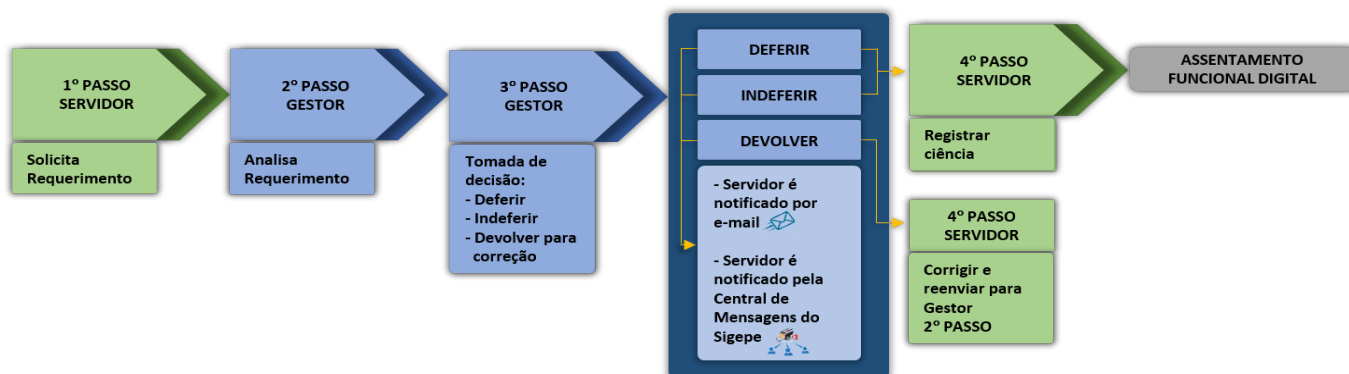 1º PASSO
SERVIDOR
Solicita
Requerimento
2º PASSO
GESTOR
Analisa
Requerimento
3º PASSO
GESTOR
Tomada de
decisão:
- Deferir
- Indeferir
- Devolver para
correção
DEFERIR
INDEFERIR
DEVOLVER
- Servidor é
notificado por
e-mail
- Servidor é
notificado pela
Central de
Mensagens do
Sigepe
4º PASSO
SERVIDOR
Registrar
ciência
4º PASSO
SERVIDOR
Corrigir e
reenviar para
Gestor
2º PASSO
ASSENTAMENTO
FUNCIONAL DIGITAL